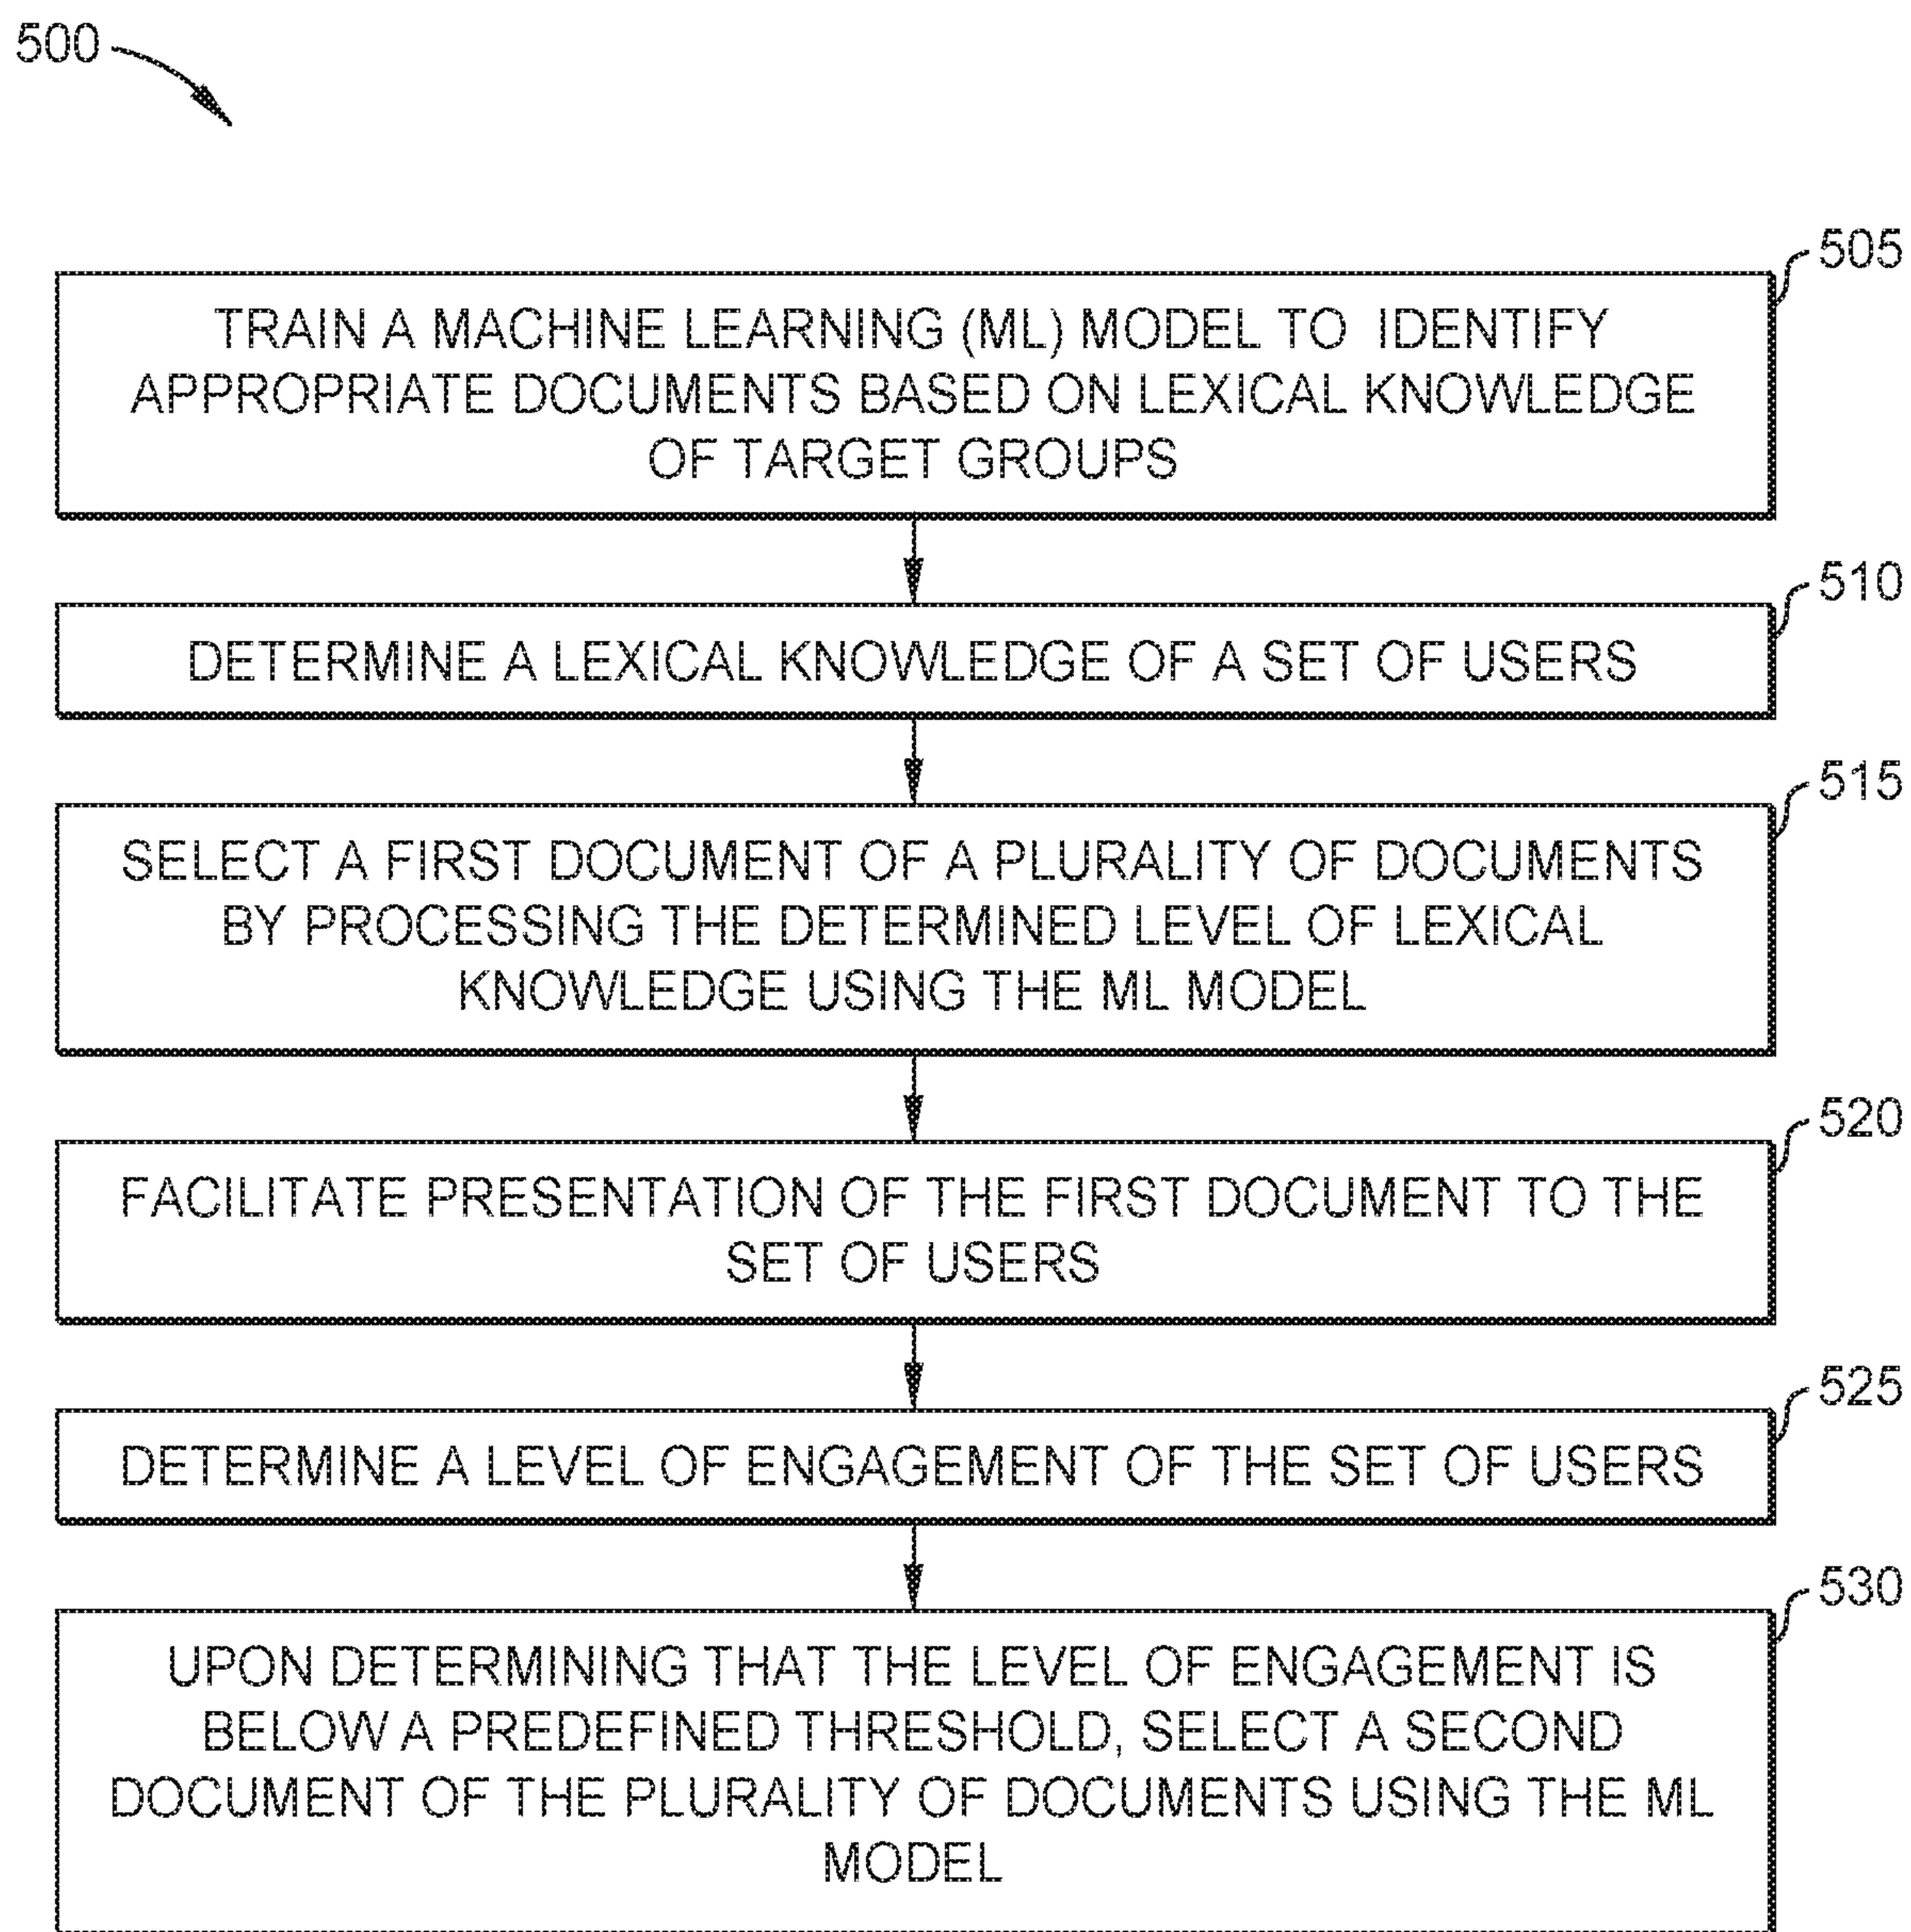 500
505
TRAIN A MACHINE LEARNING (ML) MODEL TO IDENTIFY
APPROPRIATE DOCUMENTS BASED ON LEXICAL KNOWLEDGE
OF TARGET GROUPS
510
DETERMINE A LEXICAL KNOWLEDGE OF A SET OF USERS
515
SELECT A FIRST DOCUMENT OF A PLURALITY OF DOCUMENTS
BY PROCESSING THE DETERMINED LEVEL OF LEXICAL
KNOWLEDGE USING THE ML MODEL
520
FACILITATE PRESENTATION OF THE FIRST DOCUMENT TO THE
SET OF USERS
525
DETERMINE A LEVEL OF ENGAGEMENT OF THE SET OF USERS
530
UPON DETERMINING THAT THE LEVEL OF ENGAGEMENT IS
BELOW A PREDEFINED THRESHOLD, SELECT A SECOND
DOCUMENT OF THE PLURALITY OF DOCUMENTS USING THE ML
MODEL